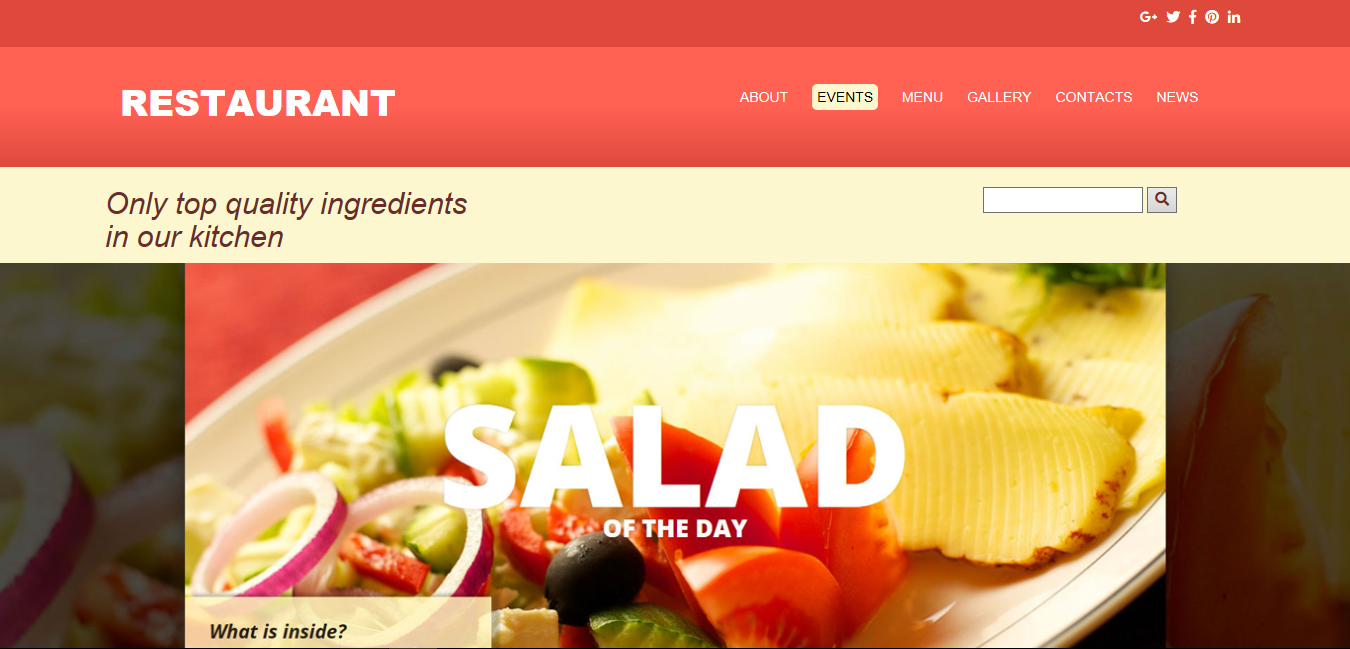 RESTAURANT
ABOUT EVENTS MENU GALLERY CONTACTS NEWS
Only top quality ingredients
in our kitchen
SALAD
OF THE DAY
What is inside?